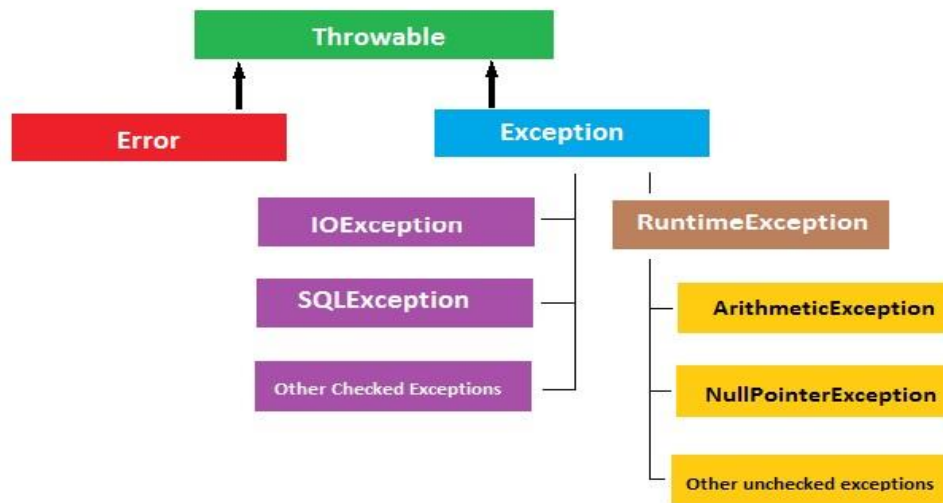 Throwable
Error
Exception
IOException
RuntimeException
SQLException
ArithmeticException
Other Checked Exceptions
NullPointerException
Other unchecked exceptions